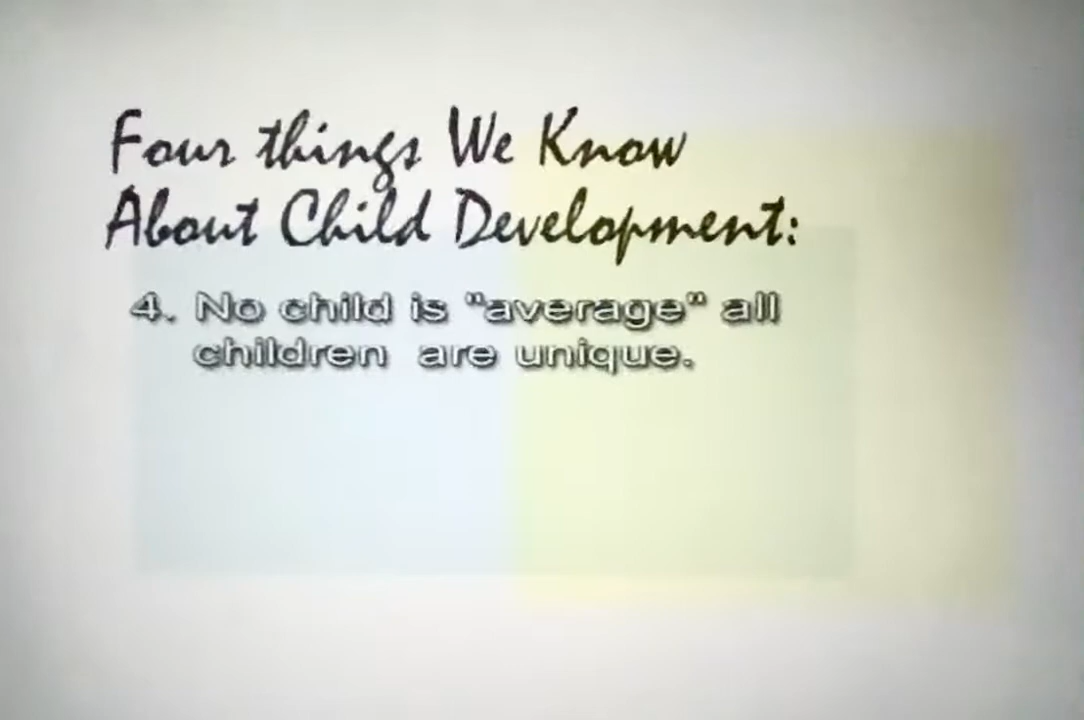 Four things We Know
About Child Development:
4. No child is "average" all
children are unique.